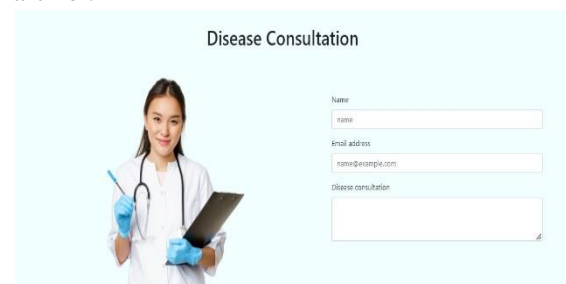 Disease Consultation
Name
name
Email address
name@example.com
Disease consultation